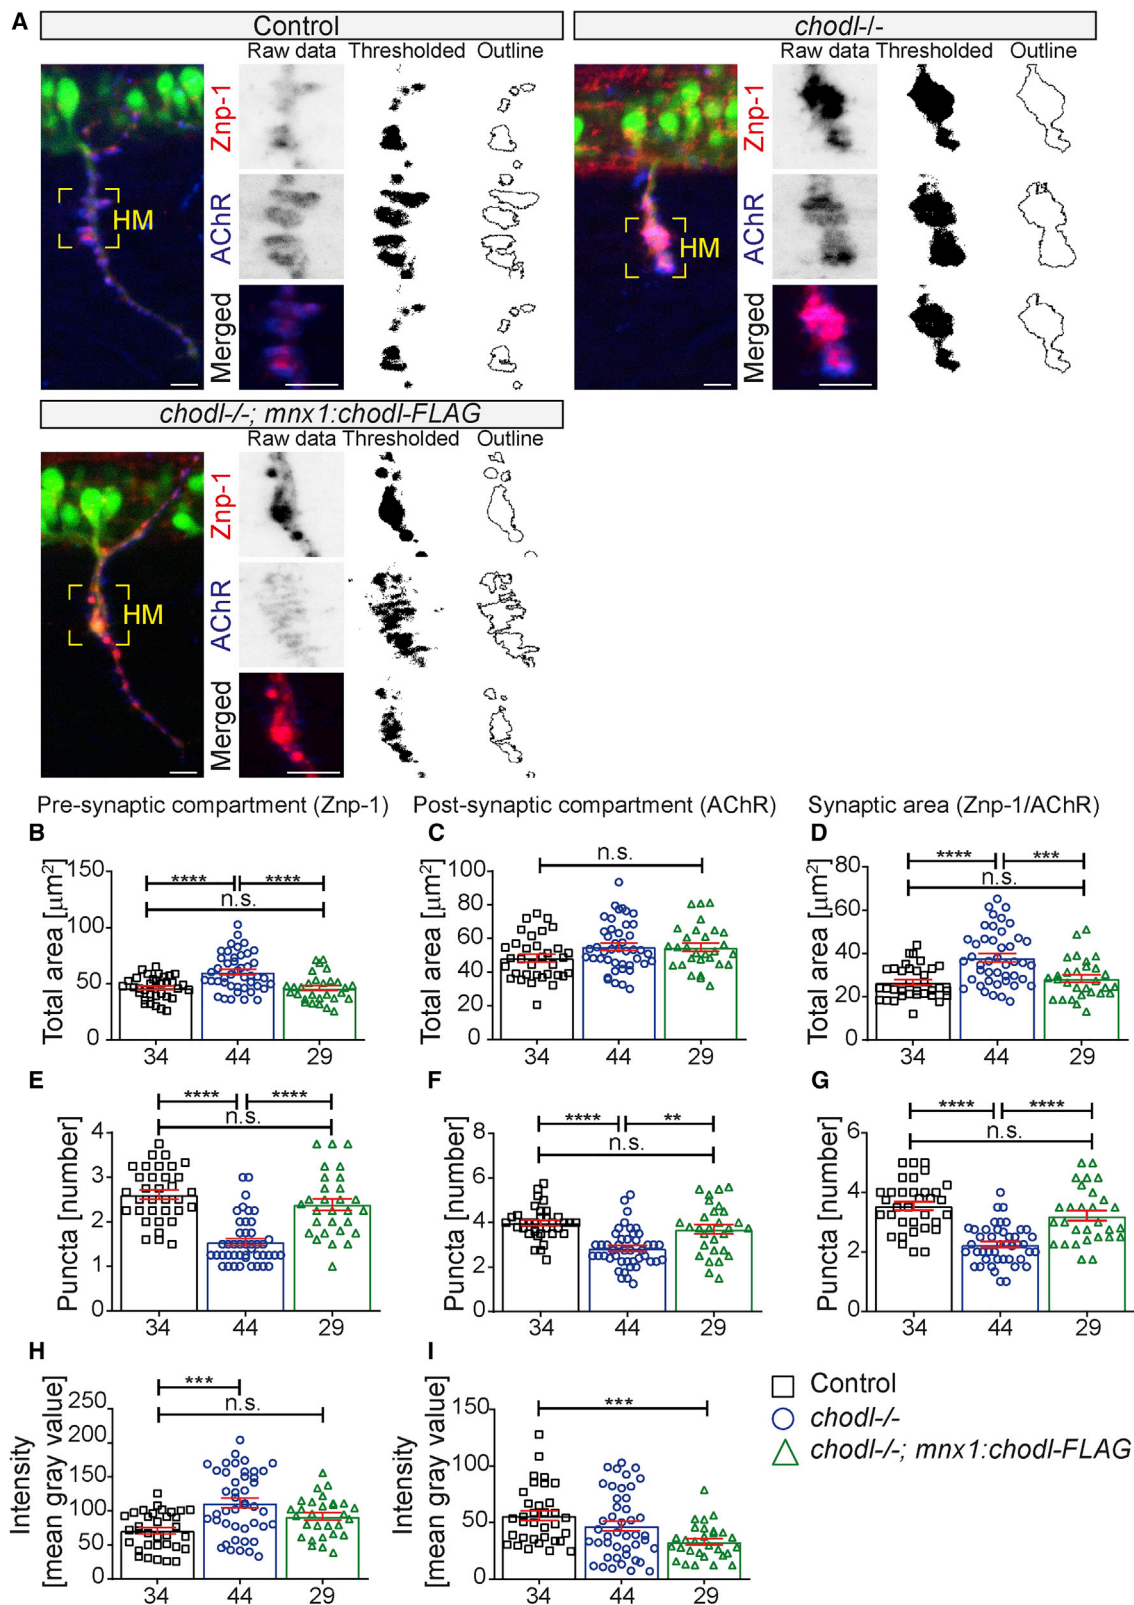 A
Control
Raw data Thresholded Outline
Znp-1
HM
AChR
Merged
chodl-/-
Raw data Thresholded Outline
Znp-1
HM
AChR
Merged
chodl-/-; mnx1:chodl-FLAG
Raw data Thresholded Outline
Znp-1
HM
AChR
Merged
Pre-synaptic compartment (Znp-1)
Post-synaptic compartment (AChR)
Synaptic area (Znp-1/AChR)
B
Total area [μm²]
150
100
50
0
**** ****
n.s.
34 44 29
C
Total area [μm²]
100
80
60
40
20
0
n.s.
34 44 29
D
Total area [μm²]
80
60
40
20
0
**** ***
n.s.
34 44 29
E
Puncta [number]
4
3
2
1
0
**** ****
n.s.
34 44 29
F
Puncta [number]
8
6
4
2
0
**** **
n.s.
34 44 29
G
Puncta [number]
6
4
2
0
**** ****
n.s.
34 44 29
H
Intensity
[mean gray value]
250
200
150
100
50
0
***
n.s.
34 44 29
I
Intensity
[mean gray value]
150
100
50
0
***
34 44 29
Control
chodl-/-
chodl-/-; mnx1:chodl-FLAG